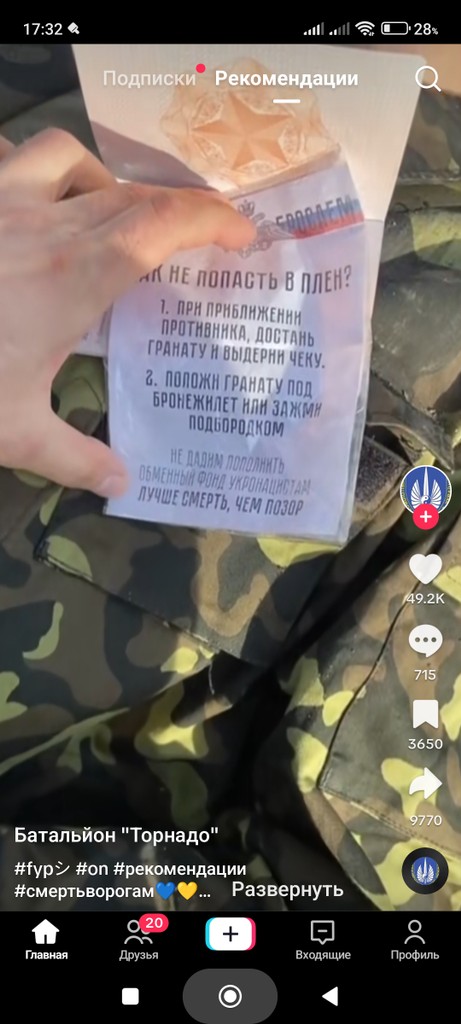 17:32
28%
Подписки
Рекомендации
КАК НЕ ПОПАСТЬ В ПЛЕН?
1. ПРИ ПРИБЛИЖЕНИИ
ПРОТИВНИКА, ДОСТАНЬ
ГРАНАТУ И ВЫДЕРНИ ЧЕКУ.
2. ПОЛОЖИ ГРАНАТУ ПОД
БРОНЕЖИЛЕТ ИЛИ ЗАЖМИ
ПОДБОРОДКОМ
НЕ ДАДИМ ПОПОЛНИТЬ
ОБМЕННЫЙ ФОНД УКРОНАЦИСТАМ
ЛУЧШЕ СМЕРТЬ, ЧЕМ ПОЗОР
49.2K
715
3650
9770
Батальйон "Торнадо"
#fypシ #on #рекомендации
#смертьворогам💙💛... Развернуть
20
Главная
Друзья
Входящие
Профиль